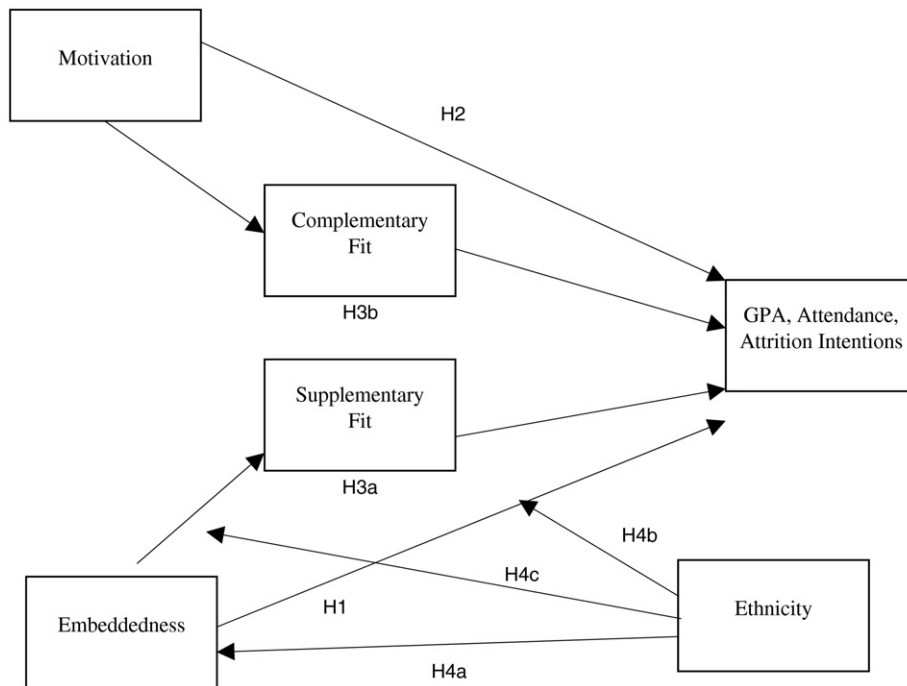 Motivation
H2
Complementary
Fit
H3b
GPA, Attendance,
Attrition Intentions
Supplementary
Fit
H3a
H4b
H4c
H1
Ethnicity
Embeddedness
H4a